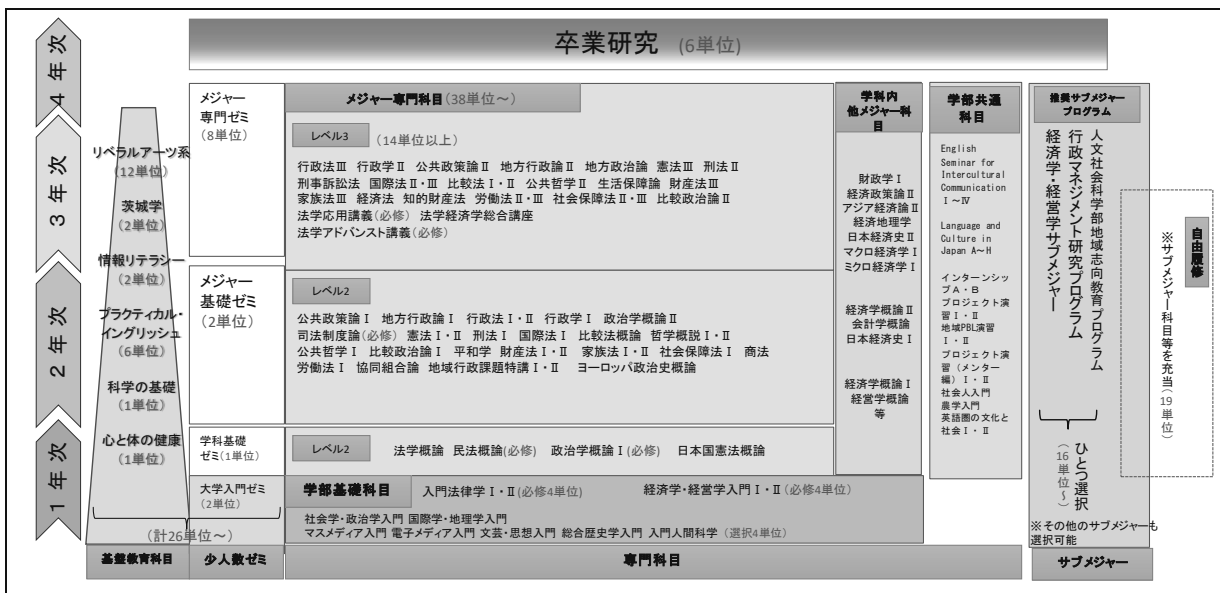 4年次
3年次
2年次
1年次
卒業研究 (6単位)
リベラルアーツ系
(12単位)
茨城学
(2単位)
情報リテラシー
(2単位)
プラクティカル・
イングリッシュ
(6単位)
科学の基礎
(1単位)
心と体の健康
(1単位)
(計26単位～)
基盤教育科目
メジャー
専門ゼミ
(8単位)
メジャー
基礎ゼミ
(2単位)
学科基礎
ゼミ(1単位)
大学入門ゼミ
(2単位)
少人数ゼミ
メジャー専門科目(38単位～)
レベル3 (14単位以上)
行政法Ⅲ 行政学Ⅱ 公共政策論Ⅱ 地方行政論Ⅱ 地方政治論 憲法Ⅲ 刑法Ⅱ
刑事訴訟法 国際法Ⅱ・Ⅲ 比較法Ⅰ・Ⅱ 公共哲学Ⅱ 生活保障論 財産法Ⅲ
家族法Ⅲ 経済法 知的財産法 労働法Ⅱ・Ⅲ 社会保障法Ⅱ・Ⅲ 比較政治論Ⅱ
法学応用講義(必修) 法学経済学総合講座
法学アドバンスト講義(必修)
レベル2
公共政策論Ⅰ 地方行政論Ⅰ 行政法Ⅰ・Ⅱ 行政学Ⅰ 政治学概論Ⅱ
司法制度論(必修) 憲法Ⅰ・Ⅱ 刑法Ⅰ 国際法Ⅰ 比較法概論 哲学概説Ⅰ・Ⅱ
公共哲学Ⅰ 比較政治論Ⅰ 平和学 財産法Ⅰ・Ⅱ 家族法Ⅰ・Ⅱ 社会保障法Ⅰ 商法
労働法Ⅰ 協同組合論 地域行政課題特講Ⅰ・Ⅱ ヨーロッパ政治史概論
レベル2 法学概論 民法概論(必修) 政治学概論Ⅰ(必修) 日本国憲法概論
学部基礎科目 入門法律学Ⅰ・Ⅱ(必修4単位) 経済学・経営学入門Ⅰ・Ⅱ(必修4単位)
社会学・政治学入門 国際学・地理学入門
マスメディア入門 電子メディア入門 文芸・思想入門 総合歴史学入門 入門人間科学 (選択4単位)
専門科目
学科内
他メジャー科
目
財政学Ⅰ
経済政策論Ⅱ
アジア経済論Ⅱ
経済地理学
日本経済史Ⅱ
マクロ経済学Ⅰ
ミクロ経済学Ⅰ
経済学概論Ⅱ
会計学概論
日本経済史Ⅰ
経済学概論Ⅰ
経営学概論
等
学部共通
科目
English
Seminar for
Intercultural
Communication
Ⅰ～Ⅳ
Language and
Culture in
Japan A～H
インターンシッ
プA・B
プロジェクト演
習Ⅰ・Ⅱ
地域PBL演習
Ⅰ・Ⅱ
プロジェクト演
習（メンター
編）Ⅰ・Ⅱ
社会人入門
農学入門
英語圏の文化と
社会Ⅰ・Ⅱ
推奨サブメジャー
プログラム
人文社会科学部地域志向教育プログラム
行政マネジメント研究プログラム
経済学・経営学サブメジャー
ひとつ選択
(16単位～)
※その他のサブメジャーも
選択可能
サブメジャー
自由履修
※サブメジャー科目等を充当(19単位)